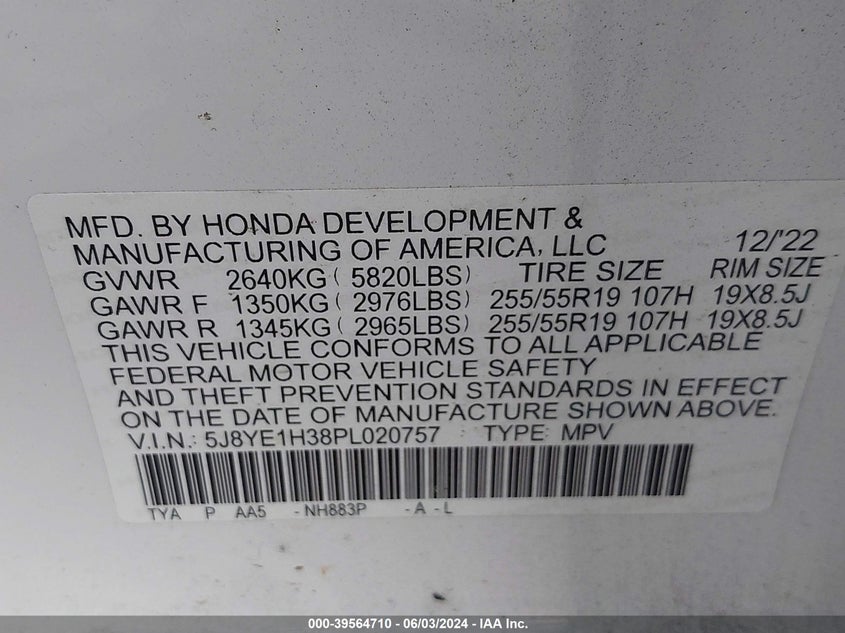 MFD. BY HONDA DEVELOPMENT &
MANUFACTURING OF AMERICA, LLC 12/'22
GVWR 2640KG ( 5820LBS) TIRE SIZE RIM SIZE
GAWR F 1350KG ( 2976LBS) 255/55R19 107H 19X8.5J
GAWR R 1345KG ( 2965LBS) 255/55R19 107H 19X8.5J
THIS VEHICLE CONFORMS TO ALL APPLICABLE
FEDERAL MOTOR VEHICLE SAFETY
AND THEFT PREVENTION STANDARDS IN EFFECT
ON THE DATE OF MANUFACTURE SHOWN ABOVE.
V.I.N.: 5J8YE1H38PL020757 TYPE: MPV
TYA P AA5 - NH883P - A - L
000-39564710 | 06/03/2024 - IAA Inc.